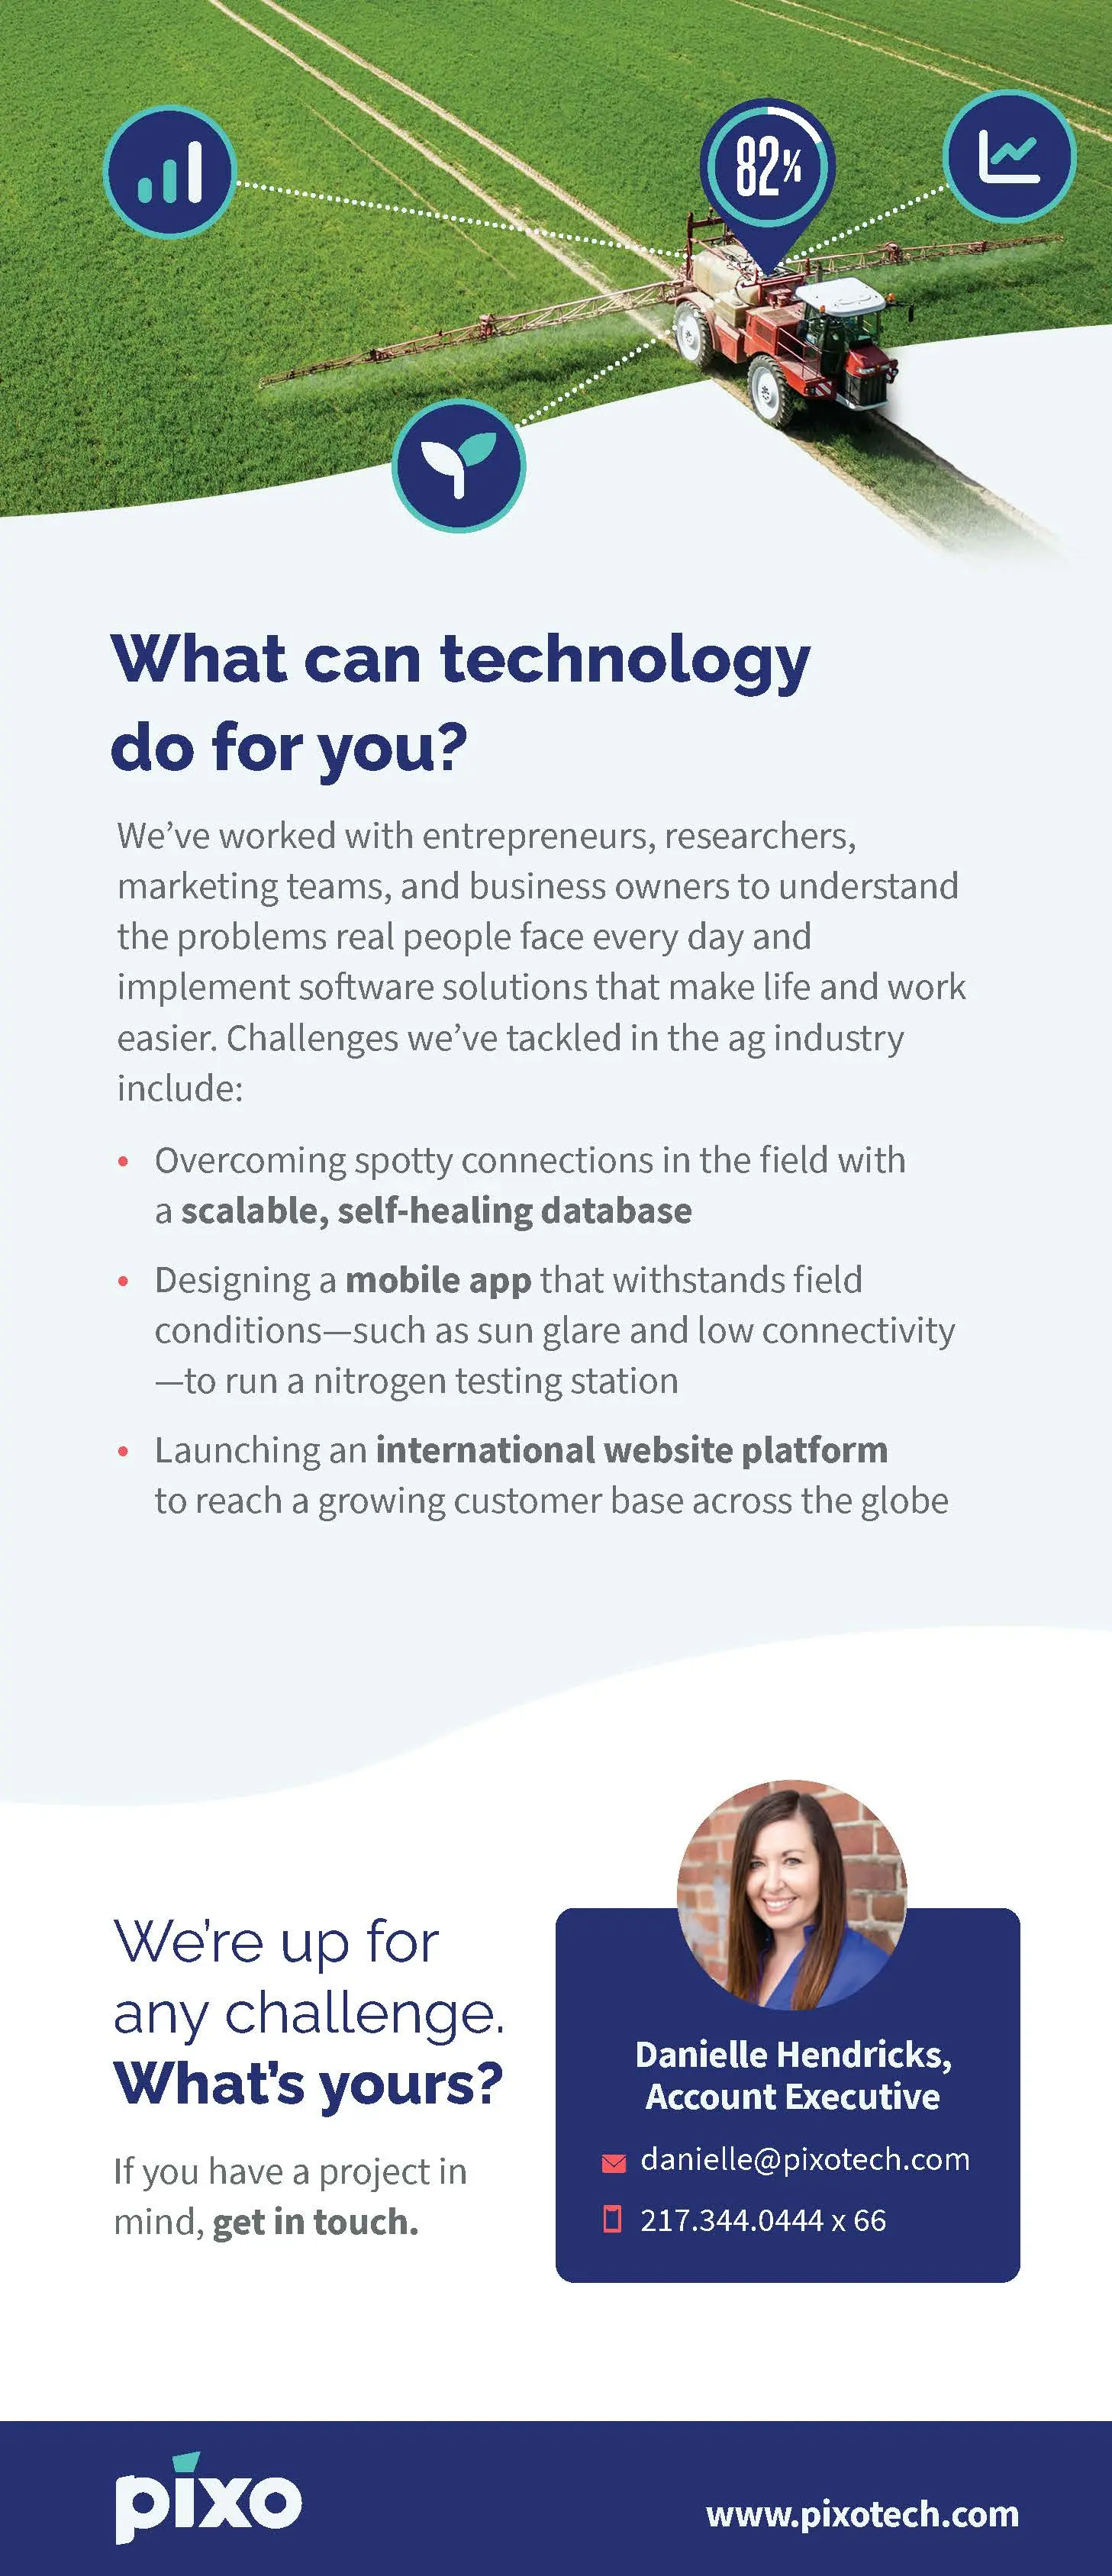 82%
What can technology
do for you?
We’ve worked with entrepreneurs, researchers,
marketing teams, and business owners to understand
the problems real people face every day and
implement software solutions that make life and work
easier. Challenges we’ve tackled in the ag industry
include:
• Overcoming spotty connections in the field with
a scalable, self-healing database
• Designing a mobile app that withstands field
conditions—such as sun glare and low connectivity
—to run a nitrogen testing station
• Launching an international website platform
to reach a growing customer base across the globe
We’re up for
any challenge.
What’s yours?
If you have a project in
mind, get in touch.
Danielle Hendricks,
Account Executive
danielle@pixotech.com
217.344.0444 x 66
pixo
www.pixotech.com